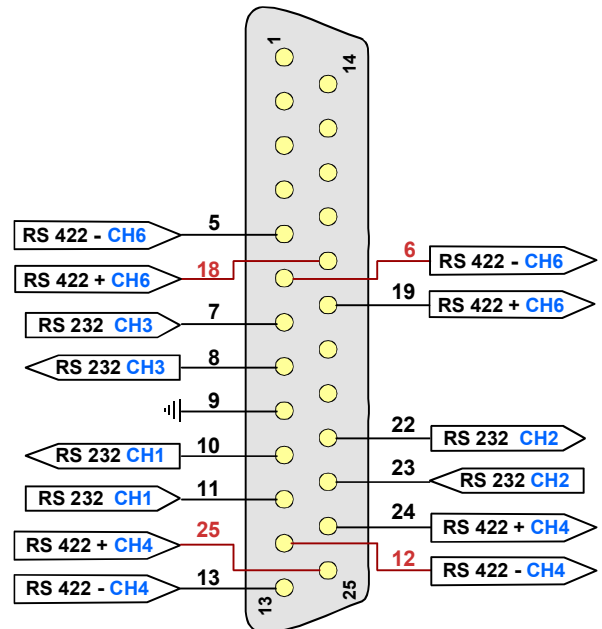 1
14
5
RS 422 - CH6
18
RS 422 + CH6
6
RS 422 - CH6
19
RS 422 + CH6
7
RS 232 CH3
8
RS 232 CH3
9
10
RS 232 CH1
22
RS 232 CH2
11
RS 232 CH1
23
RS 232 CH2
24
RS 422 + CH4
25
RS 422 + CH4
12
RS 422 - CH4
13
RS 422 - CH4
13
25